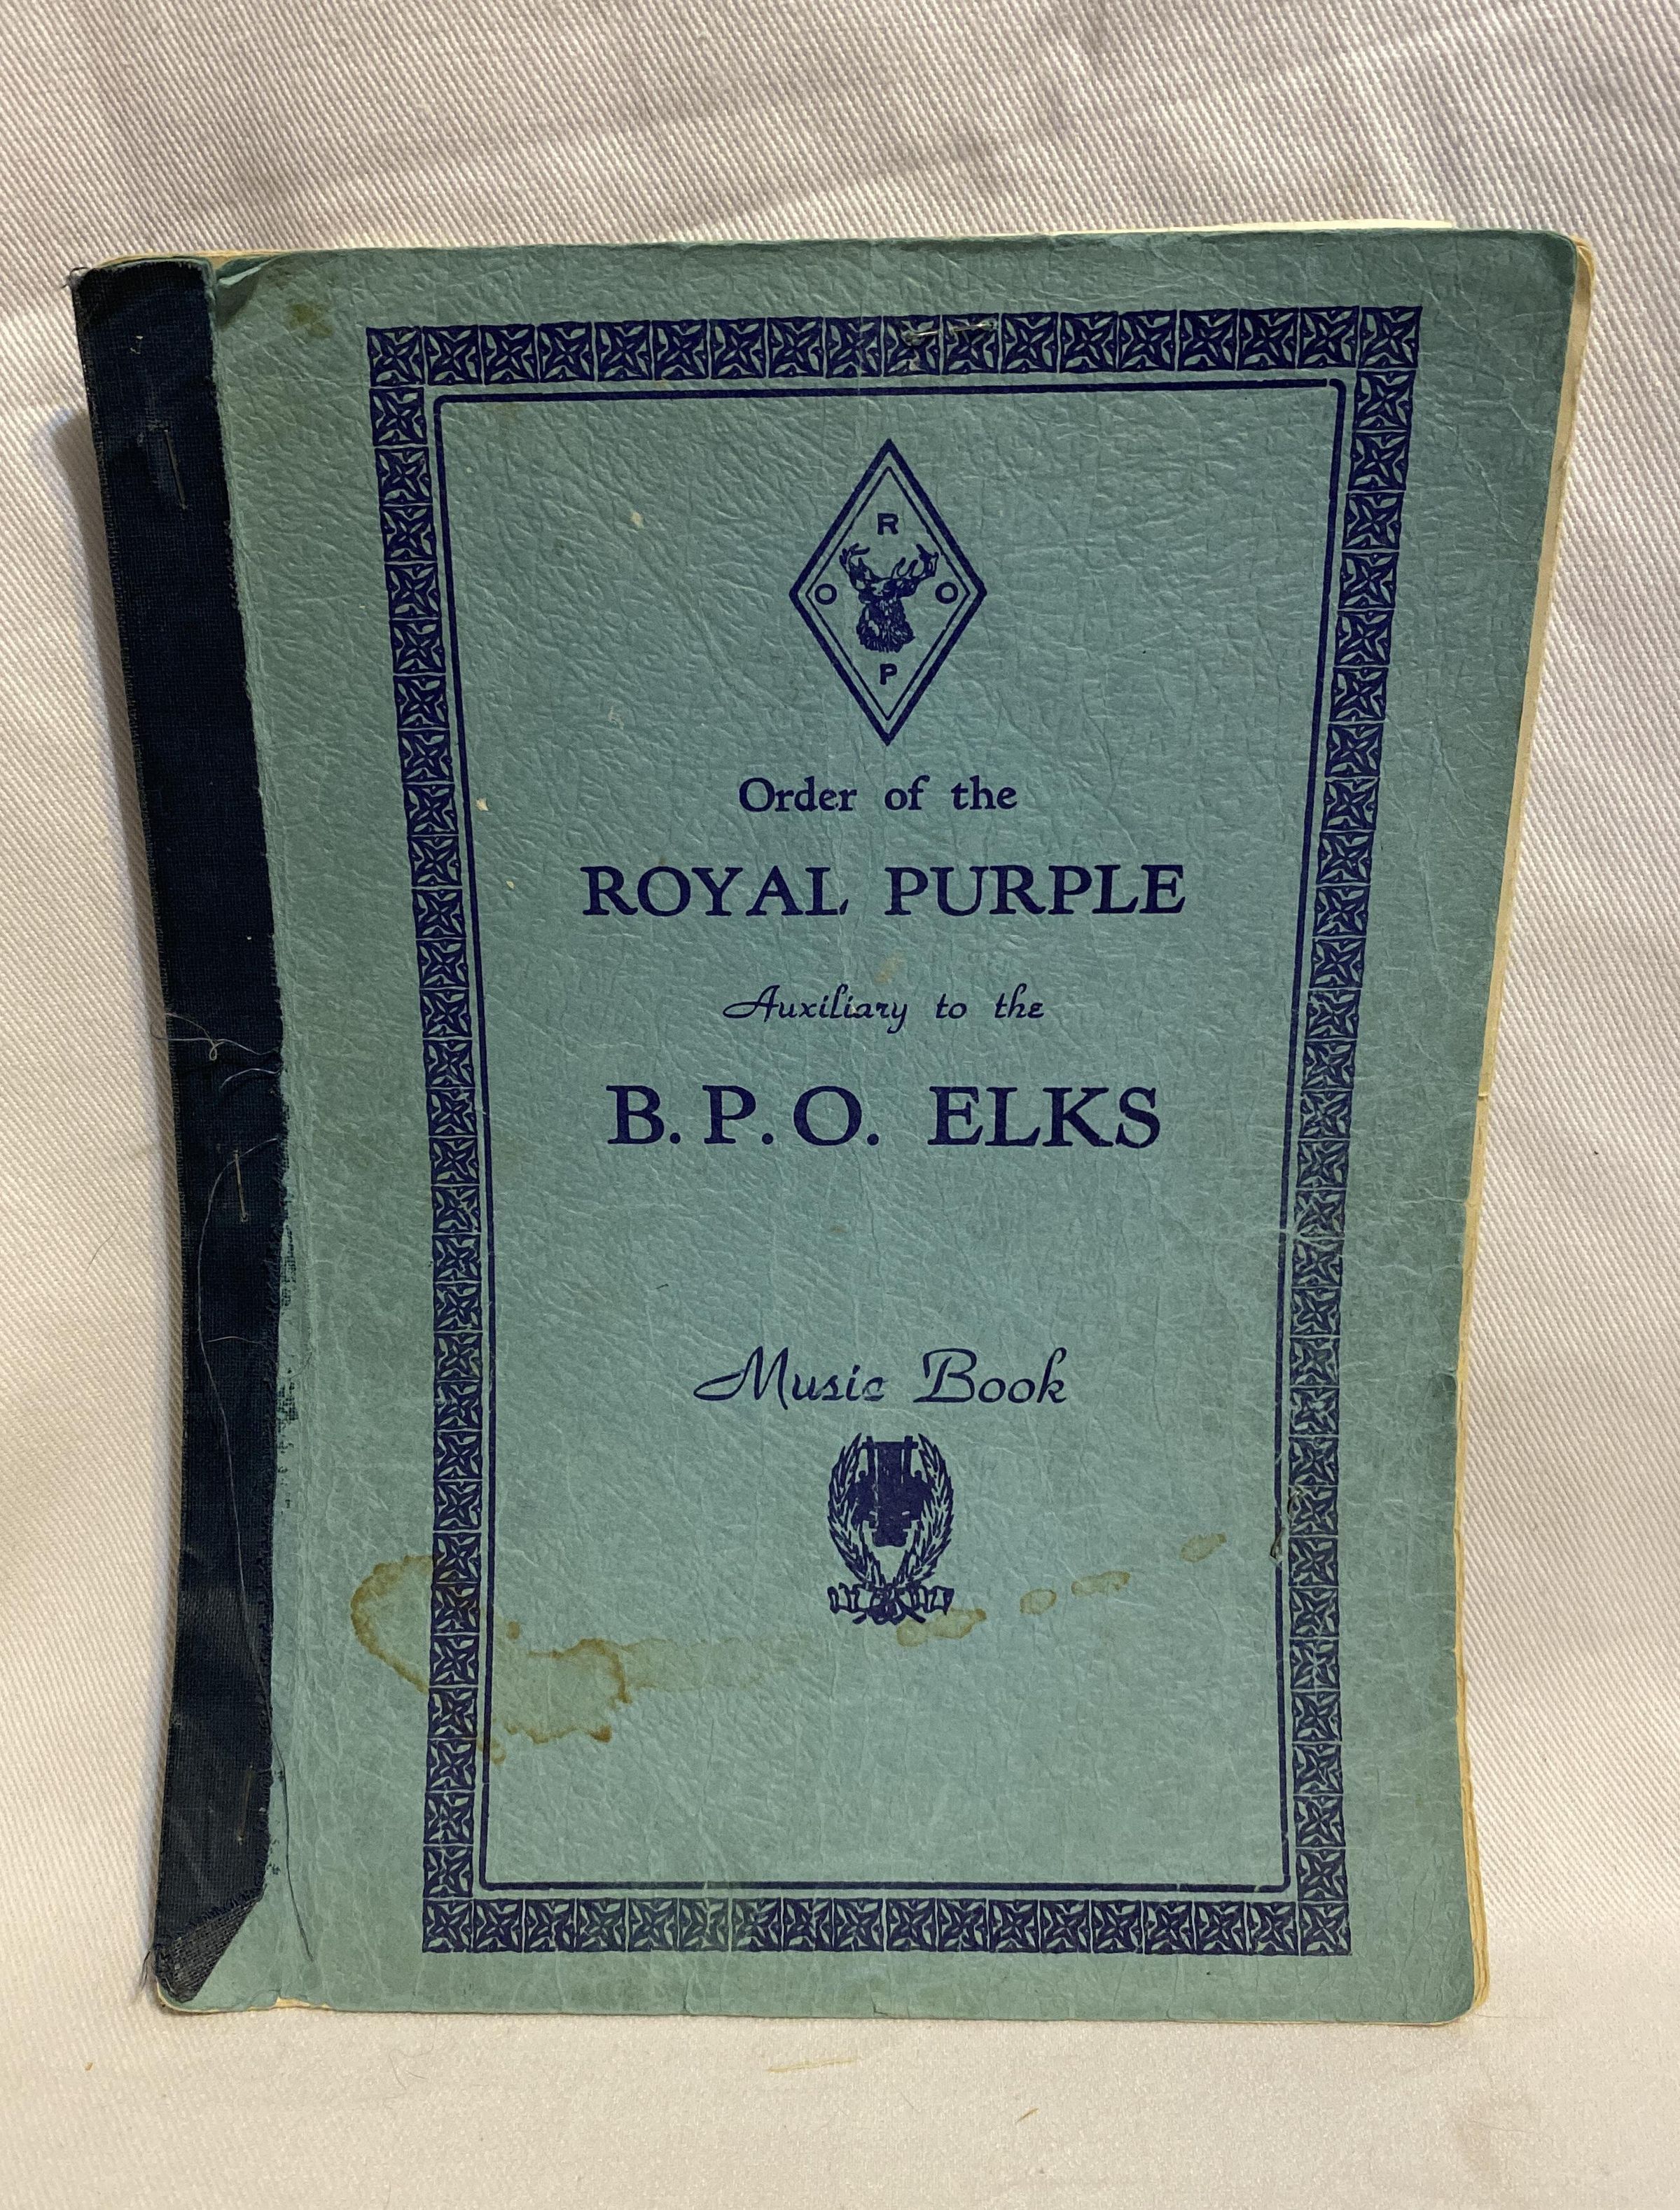 R
O O
P
Order of the
ROYAL PURPLE
Auxiliary to the
B. P. O. ELKS
Music Book